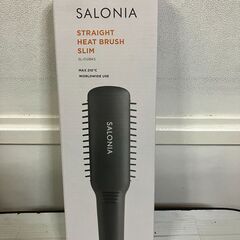 SALONIA
STRAIGHT
HEAT BRUSH
SLIM
MAX 210℃
WORLDWIDE USE
SALONIA